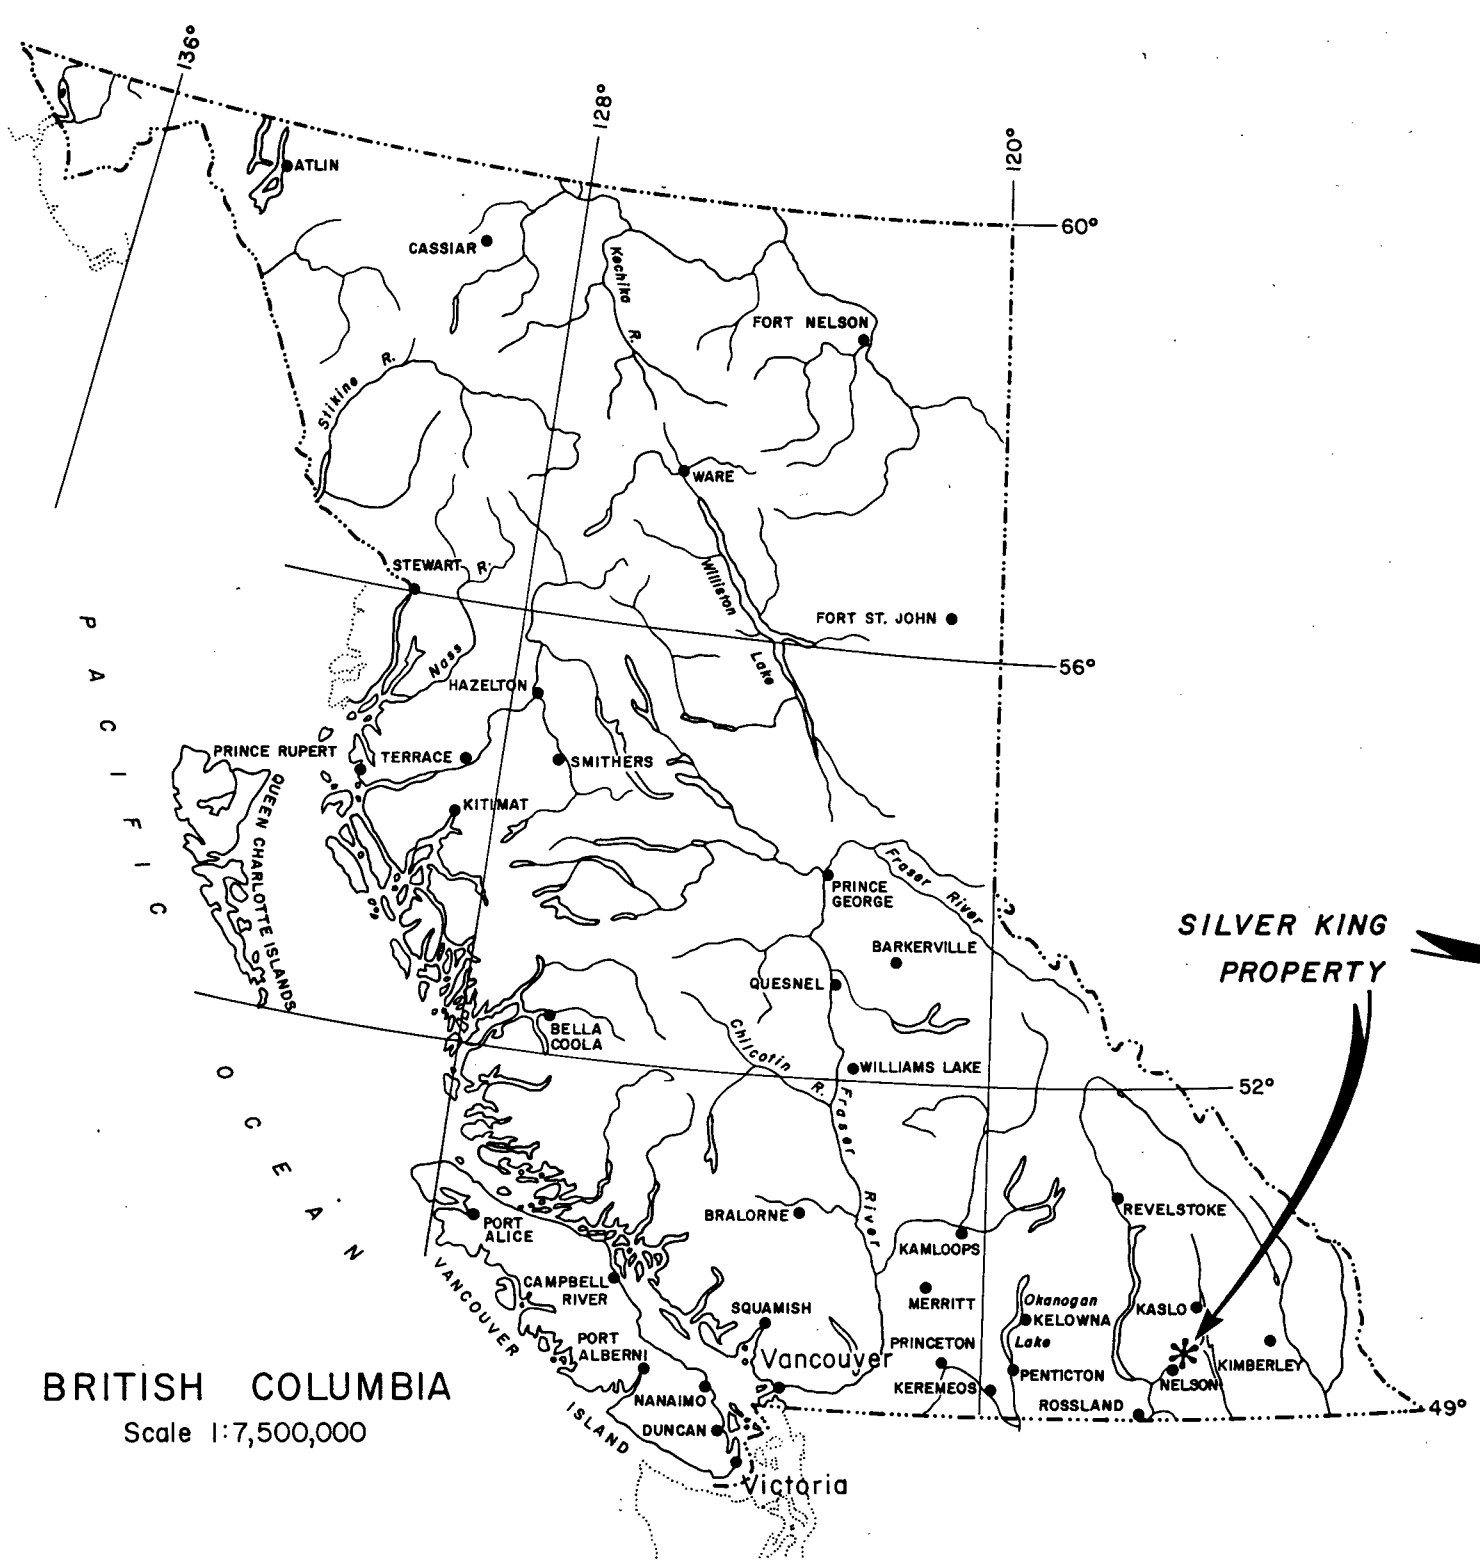 136°
128°
120°
ATLIN
60°
CASSIAR
Kechika
R.
FORT NELSON
Stikine R.
WARE
STEWART
R.
Williston
FORT ST. JOHN
56°
Nass
Lake
HAZELTON
PACIFIC
PRINCE RUPERT
TERRACE
SMITHERS
KITIMAT
QUEEN CHARLOTTE ISLANDS
Fraser River
PRINCE
GEORGE
SILVER KING
PROPERTY
BARKERVILLE
QUESNEL
BELLA
COOLA
Chilcotin R.
WILLIAMS LAKE
52°
OCEAN
Fraser
River
REVELSTOKE
BRALORNE
PORT
ALICE
KAMLOOPS
VANCOUVER
CAMPBELL
RIVER
MERRITT
Okanogan
KASLO
SQUAMISH
KELOWNA
PORT
ALBERNI
PRINCETON
Lake
Vancouver
KIMBERLEY
PENTICTON
NELSON
KEREMEOS
BRITISH COLUMBIA
NANAIMO
ROSSLAND
49°
ISLAND
Scale 1:7,500,000
DUNCAN
Victoria